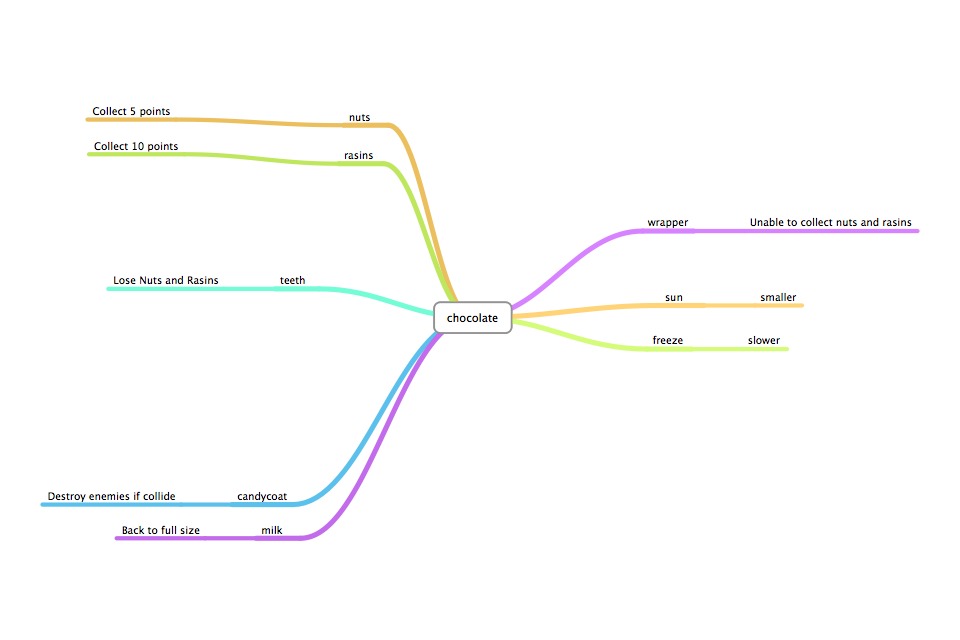 Collect 5 points
nuts
Collect 10 points
rasins
wrapper
Unable to collect nuts and rasins
Lose Nuts and Rasins
teeth
sun
smaller
chocolate
freeze
slower
Destroy enemies if collide
candycoat
Back to full size
milk